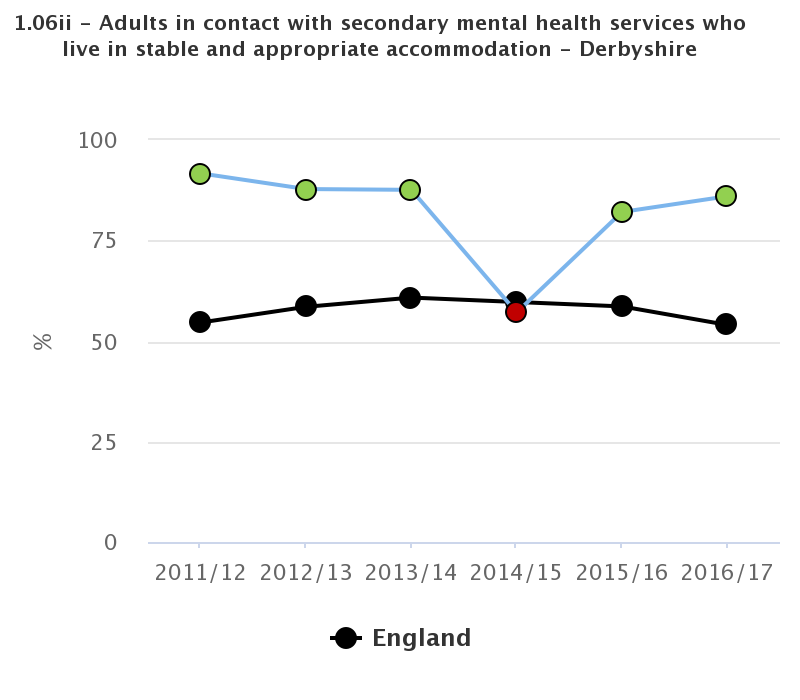 1.06ii – Adults in contact with secondary mental health services who
live in stable and appropriate accommodation – Derbyshire
100
75
50
25
0
%
2011/12 2012/13 2013/14 2014/15 2015/16 2016/17
England